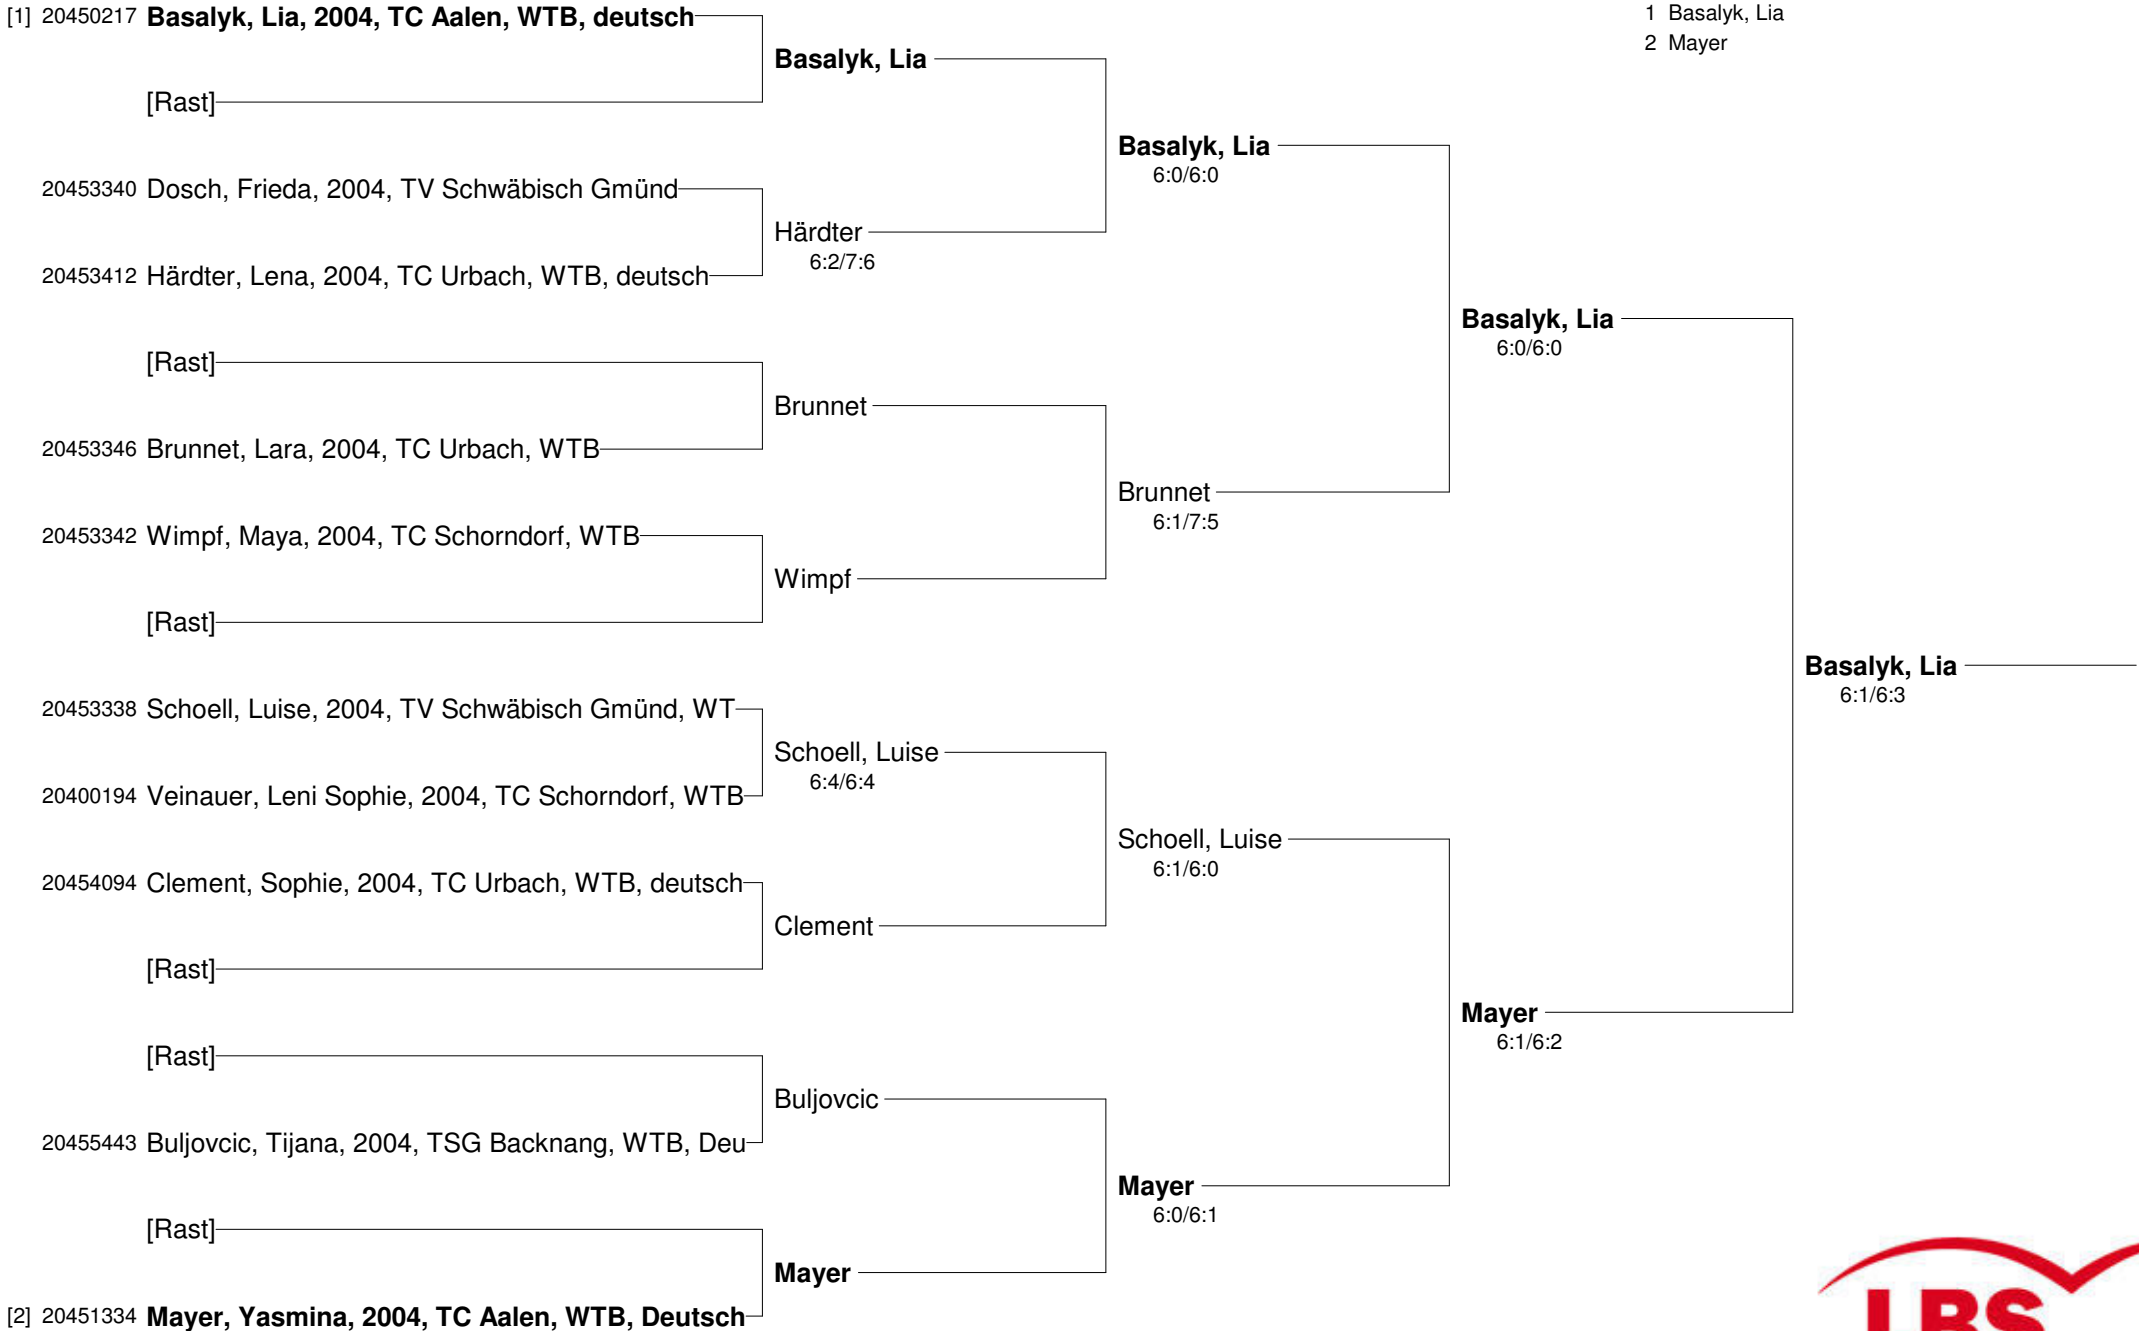 [1] 20450217 Basalyk, Lia, 2004, TC Aalen, WTB, deutsch
[Rast]
20453340 Dosch, Frieda, 2004, TV Schwäbisch Gmünd
20453412 Härdter, Lena, 2004, TC Urbach, WTB, deutsch
[Rast]
20453346 Brunnet, Lara, 2004, TC Urbach, WTB
20453342 Wimpf, Maya, 2004, TC Schorndorf, WTB
[Rast]
20453338 Schoell, Luise, 2004, TV Schwäbisch Gmünd, WT
20400194 Veinauer, Leni Sophie, 2004, TC Schorndorf, WTB
20454094 Clement, Sophie, 2004, TC Urbach, WTB, deutsch
[Rast]
[Rast]
20455443 Buljovcic, Tijana, 2004, TSG Backnang, WTB, Deu
[Rast]
[2] 20451334 Mayer, Yasmina, 2004, TC Aalen, WTB, Deutsch
Basalyk, Lia
Härdter
6:2/7:6
Brunnet
Wimpf
Schoell, Luise
6:4/6:4
Clement
Buljovcic
Mayer
Basalyk, Lia
6:0/6:0
Brunnet
6:1/7:5
Schoell, Luise
6:1/6:0
Mayer
6:0/6:1
Basalyk, Lia
6:0/6:0
Mayer
6:1/6:2
Basalyk, Lia
6:1/6:3
1 Basalyk, Lia
2 Mayer
LBS